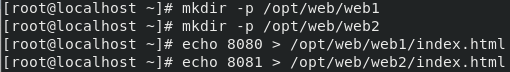 [root@localhost ~]# mkdir -p /opt/web/web1
[root@localhost ~]# mkdir -p /opt/web/web2
[root@localhost ~]# echo 8080 > /opt/web/web1/index.html
[root@localhost ~]# echo 8081 > /opt/web/web2/index.html